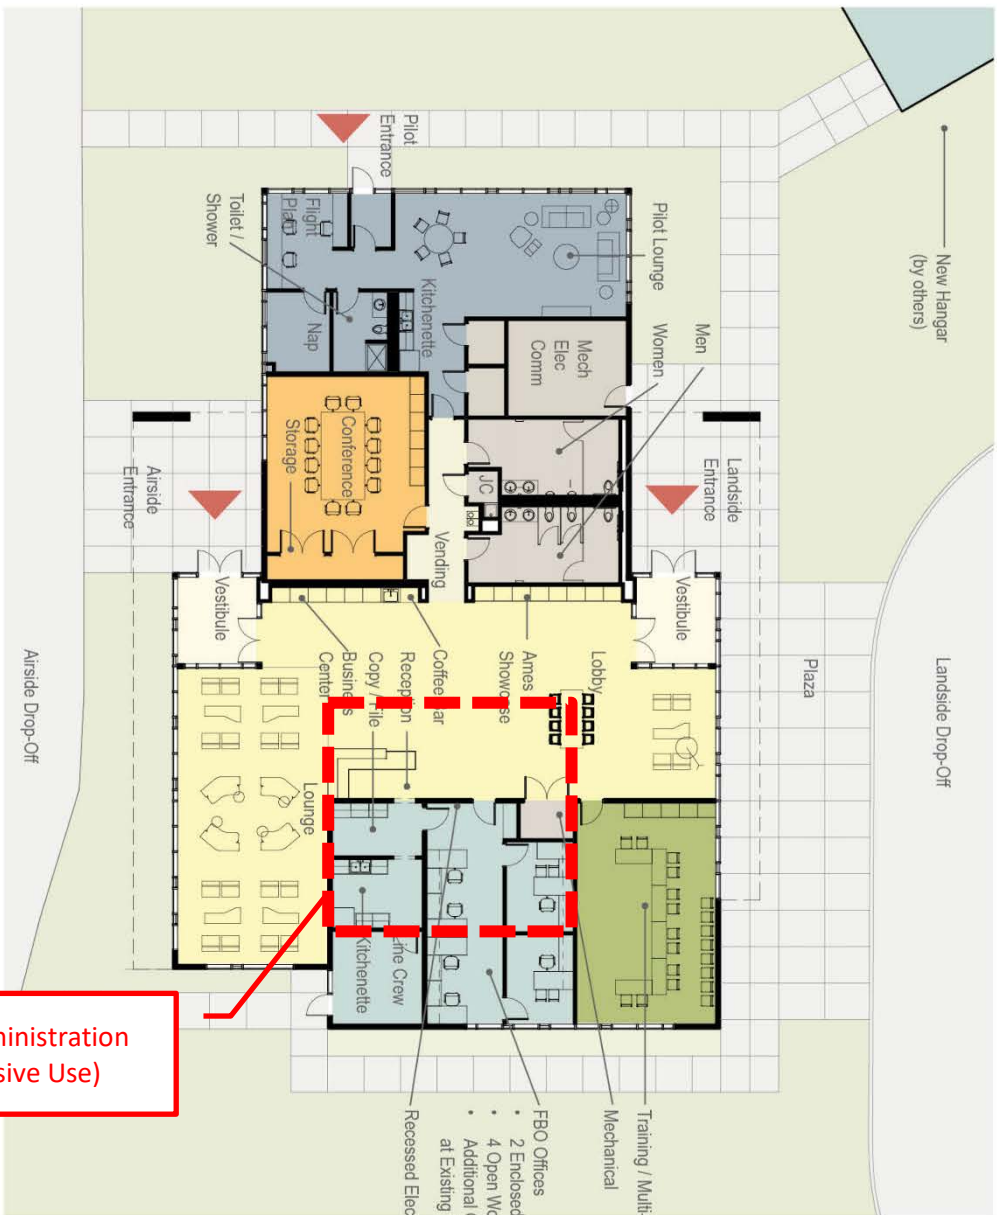 New Hangar
(by others)
Pilot
Entrance
Pilot Lounge
Men
Women
Flight
Plan
Toilet /
Shower
Nap
Kitchenette
Mech
Elec
Comm
Landside
Entrance
Airside
Entrance
Conference
Storage
JC
Vending
Vestibule
Vestibule
Plaza
Landside Drop-Off
Airside Drop-Off
Lobby
Ames
Showcase
Coffee Bar
Business
Center
Reception
Copy / File
Lounge
Line Crew
Kitchenette
Training / Multi-
Mechanical
FBO Offices
• 2 Enclosed
• 4 Open Wo
• Additional
at Existing
Recessed Elec
ministration
sive Use)